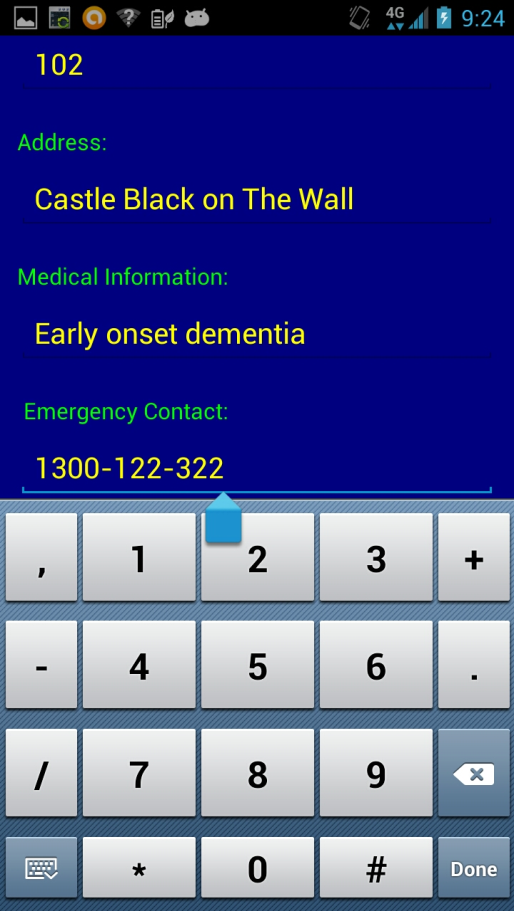 4G 9:24
102
Address:
Castle Black on The Wall
Medical Information:
Early onset dementia
Emergency Contact:
1300-122-322
, 1 2 3 +
- 4 5 6 .
/ 7 8 9
* 0 # Done